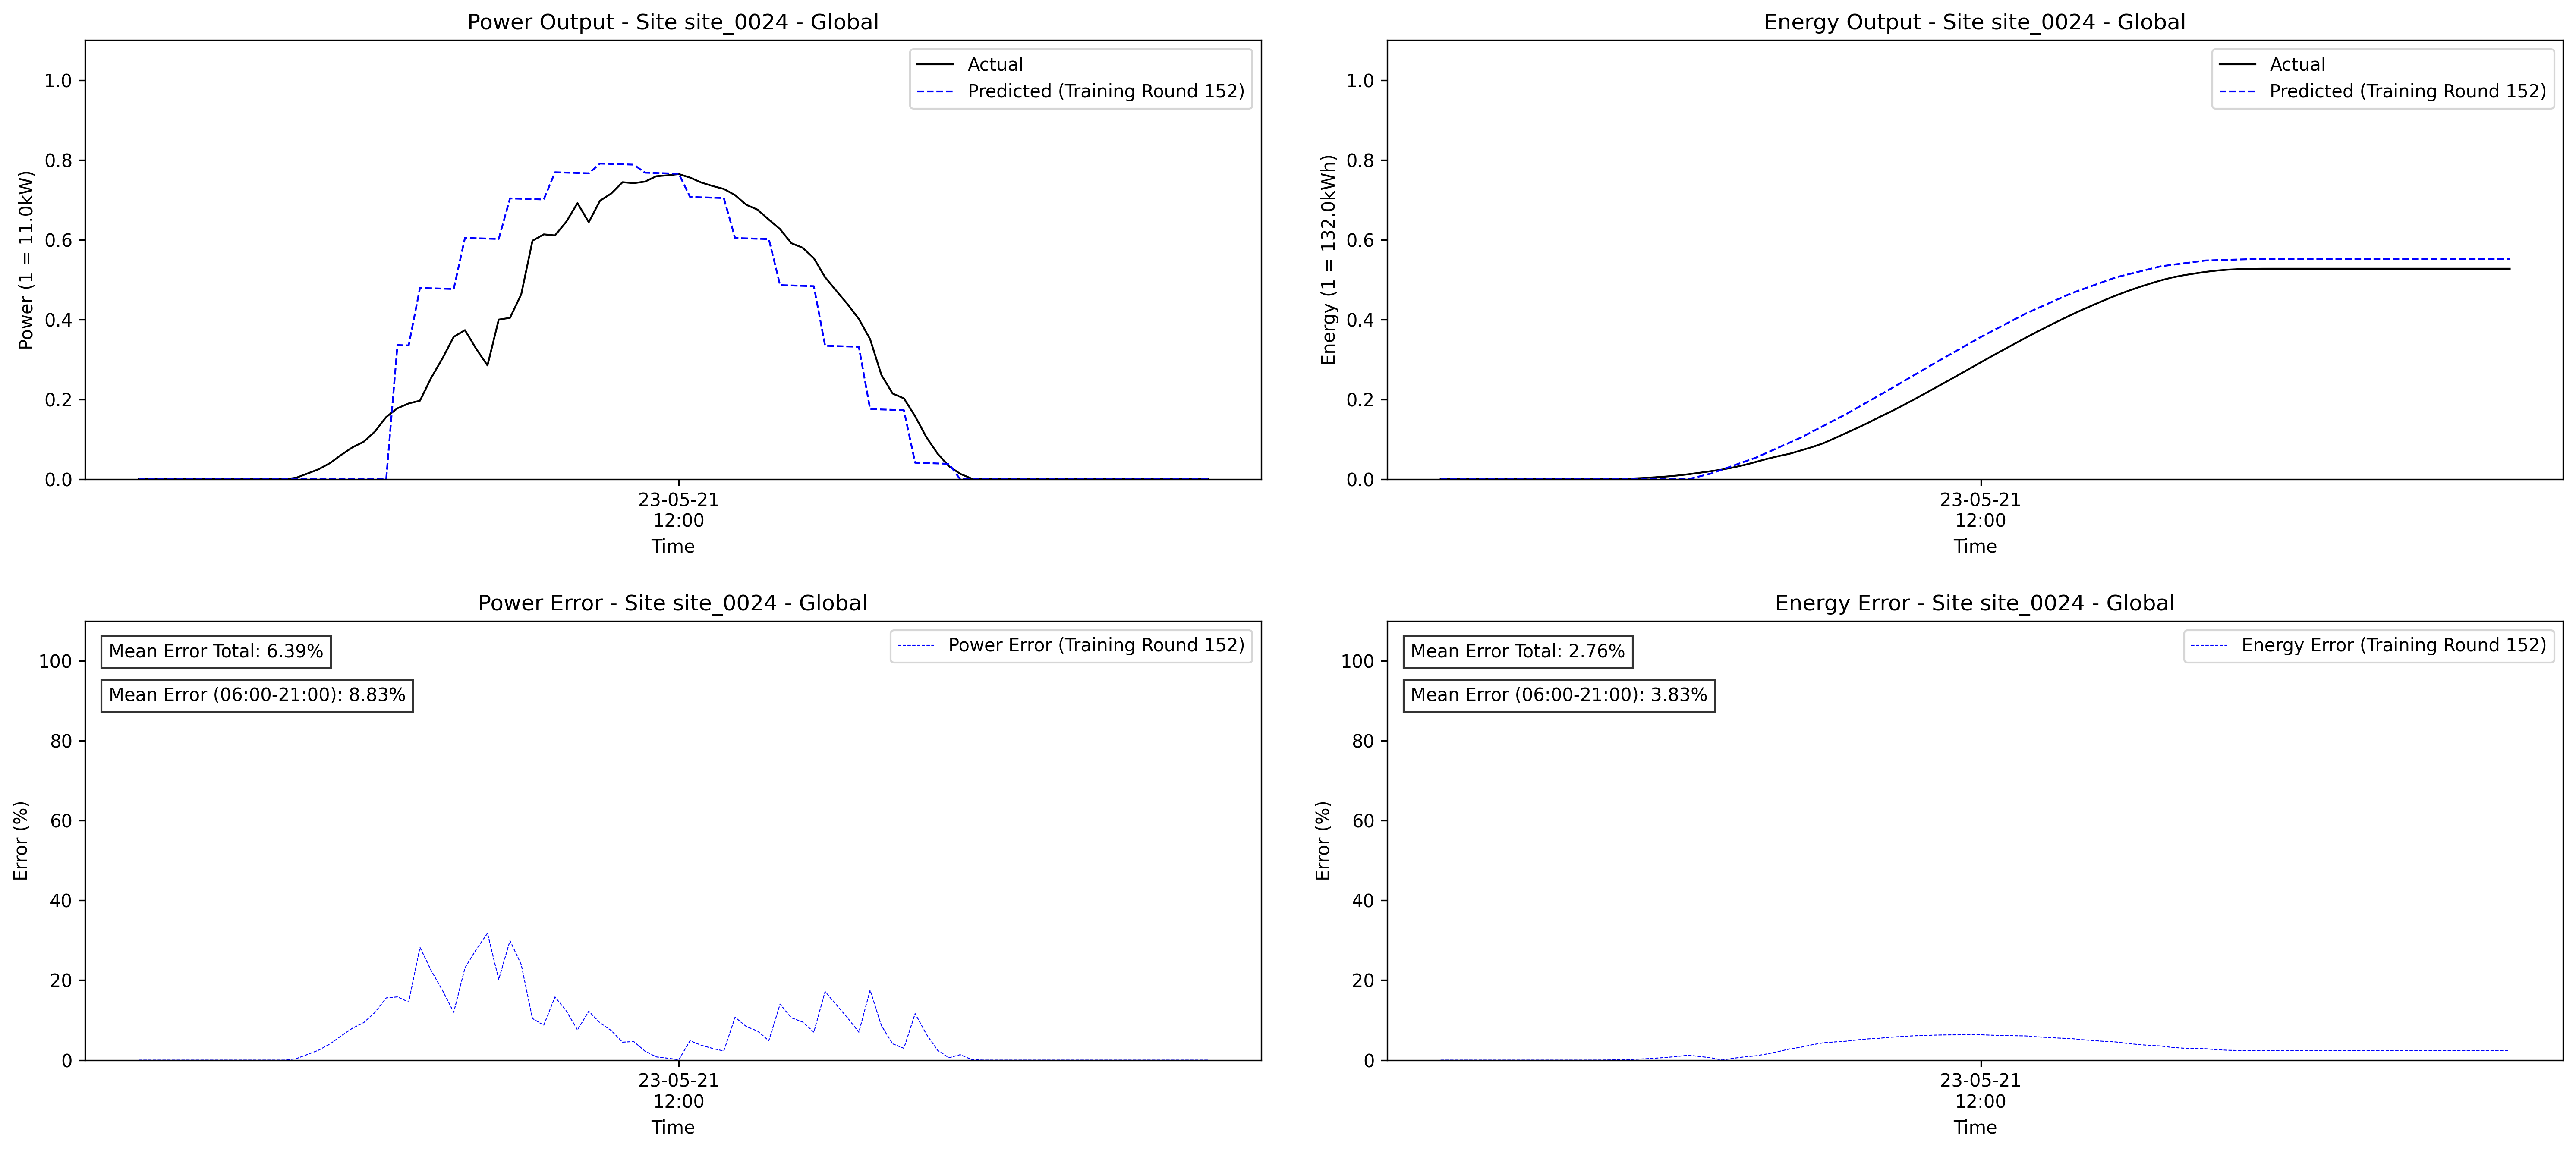 Power Output - Site site_0024 - Global
Power (1 = 11.0kW)
1.0
0.8
0.6
0.4
0.2
0.0
Actual
Predicted (Training Round 152)
23-05-21
12:00
Time
Energy Output - Site site_0024 - Global
Energy (1 = 132.0kWh)
1.0
0.8
0.6
0.4
0.2
0.0
Actual
Predicted (Training Round 152)
23-05-21
12:00
Time
Power Error - Site site_0024 - Global
Error (%)
100
80
60
40
20
0
Mean Error Total: 6.39%
Mean Error (06:00-21:00): 8.83%
Power Error (Training Round 152)
23-05-21
12:00
Time
Energy Error - Site site_0024 - Global
Error (%)
100
80
60
40
20
0
Mean Error Total: 2.76%
Mean Error (06:00-21:00): 3.83%
Energy Error (Training Round 152)
23-05-21
12:00
Time